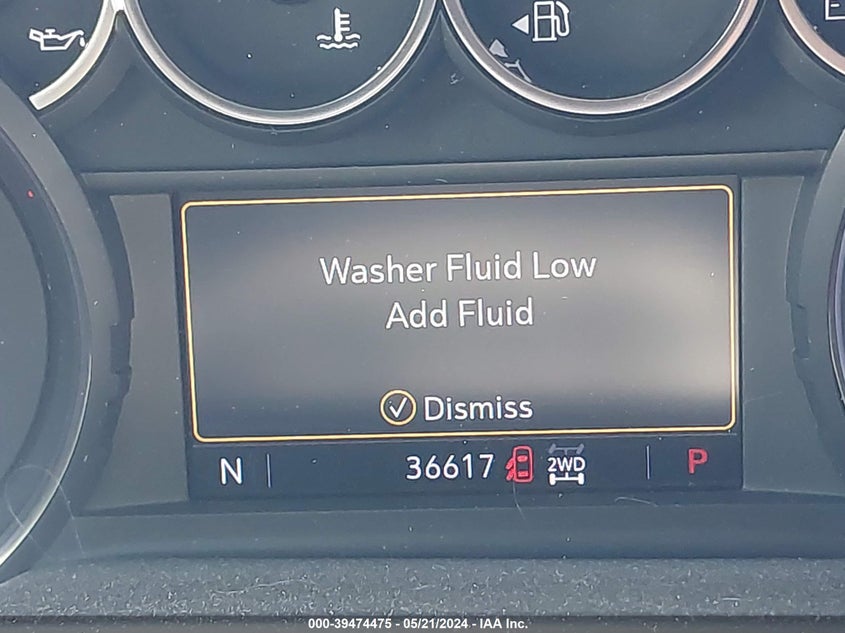 Washer Fluid Low
Add Fluid
Dismiss
N 36617 2WD P
000-39474475 - 05/21/2024 - IAA Inc.